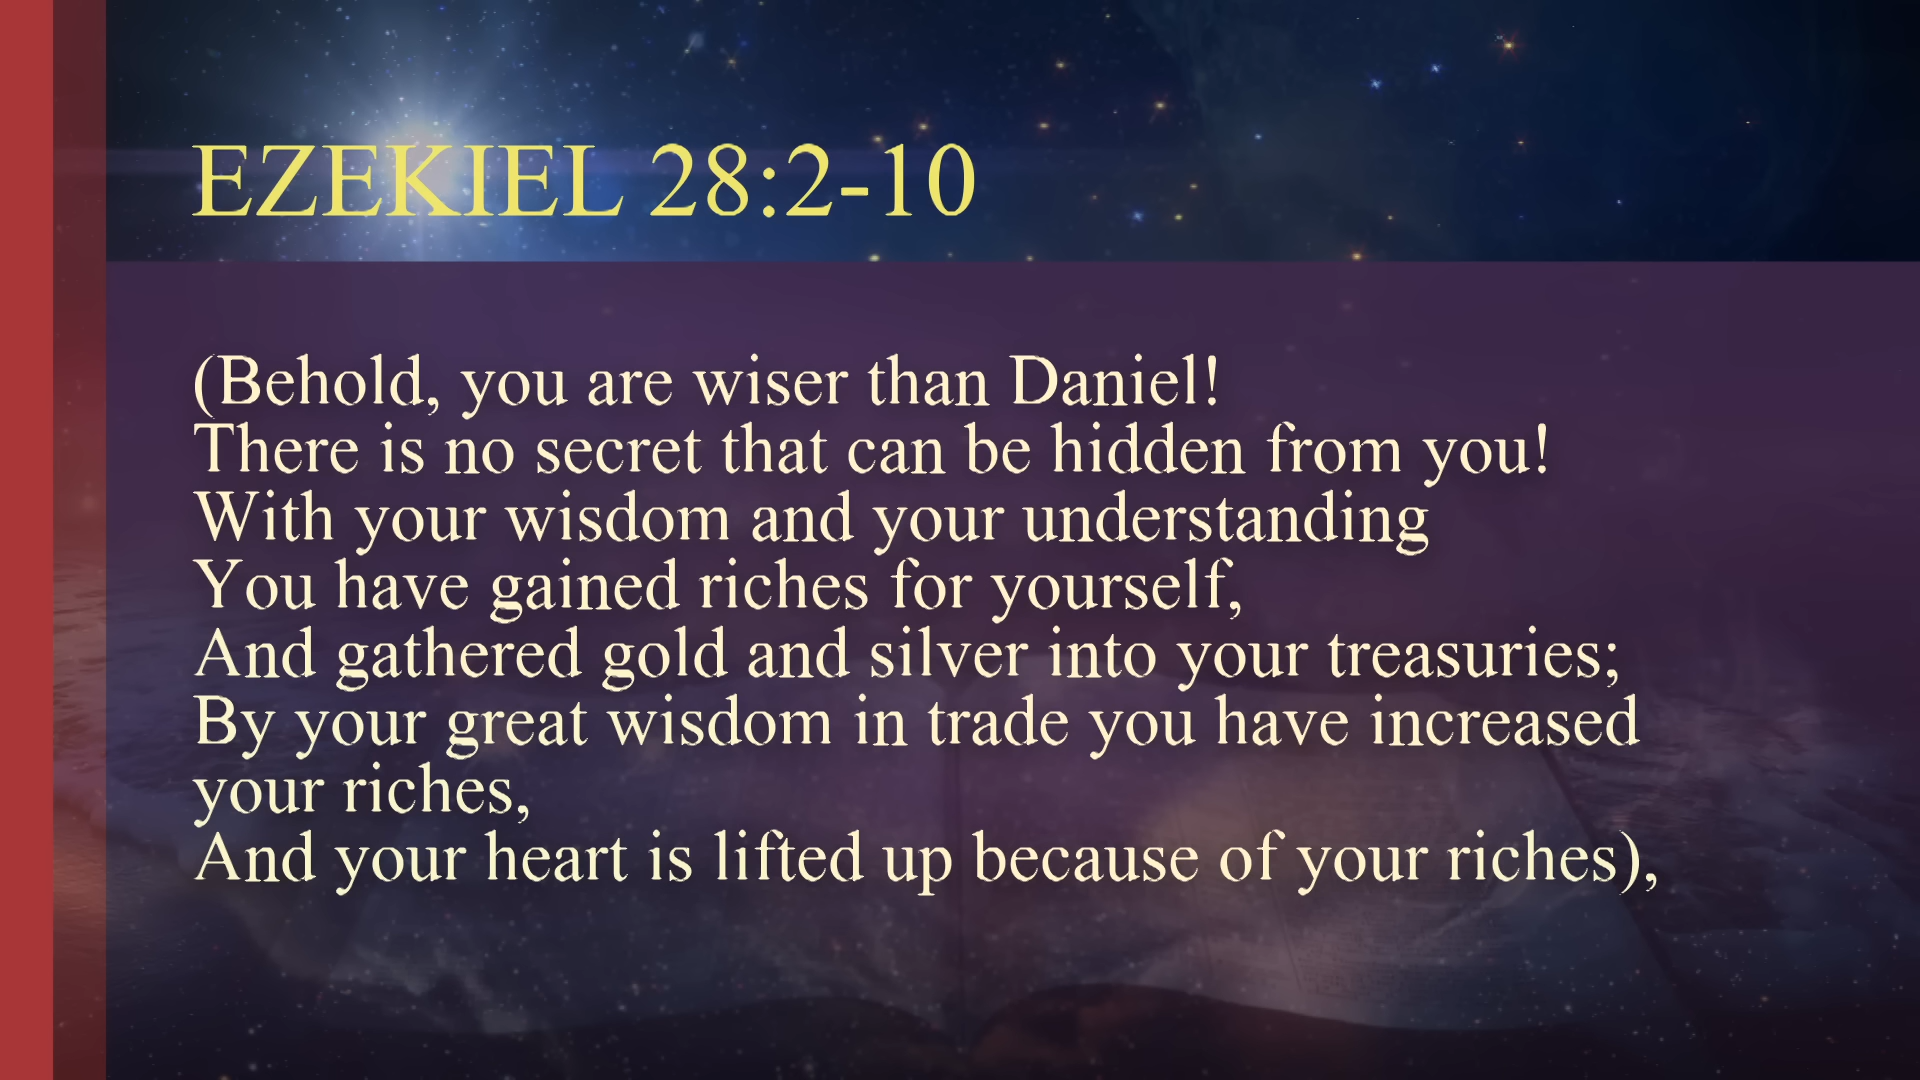 EZEKIEL 28:2-10
(Behold, you are wiser than Daniel!
There is no secret that can be hidden from you!
With your wisdom and your understanding
You have gained riches for yourself,
And gathered gold and silver into your treasuries;
By your great wisdom in trade you have increased
your riches,
And your heart is lifted up because of your riches),